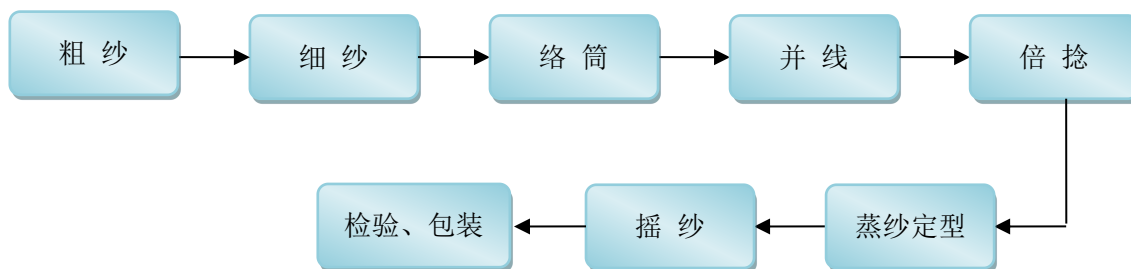 粗 纱
细 纱
络 筒
并 线
倍 捻
蒸纱定型
摇 纱
检验、包装